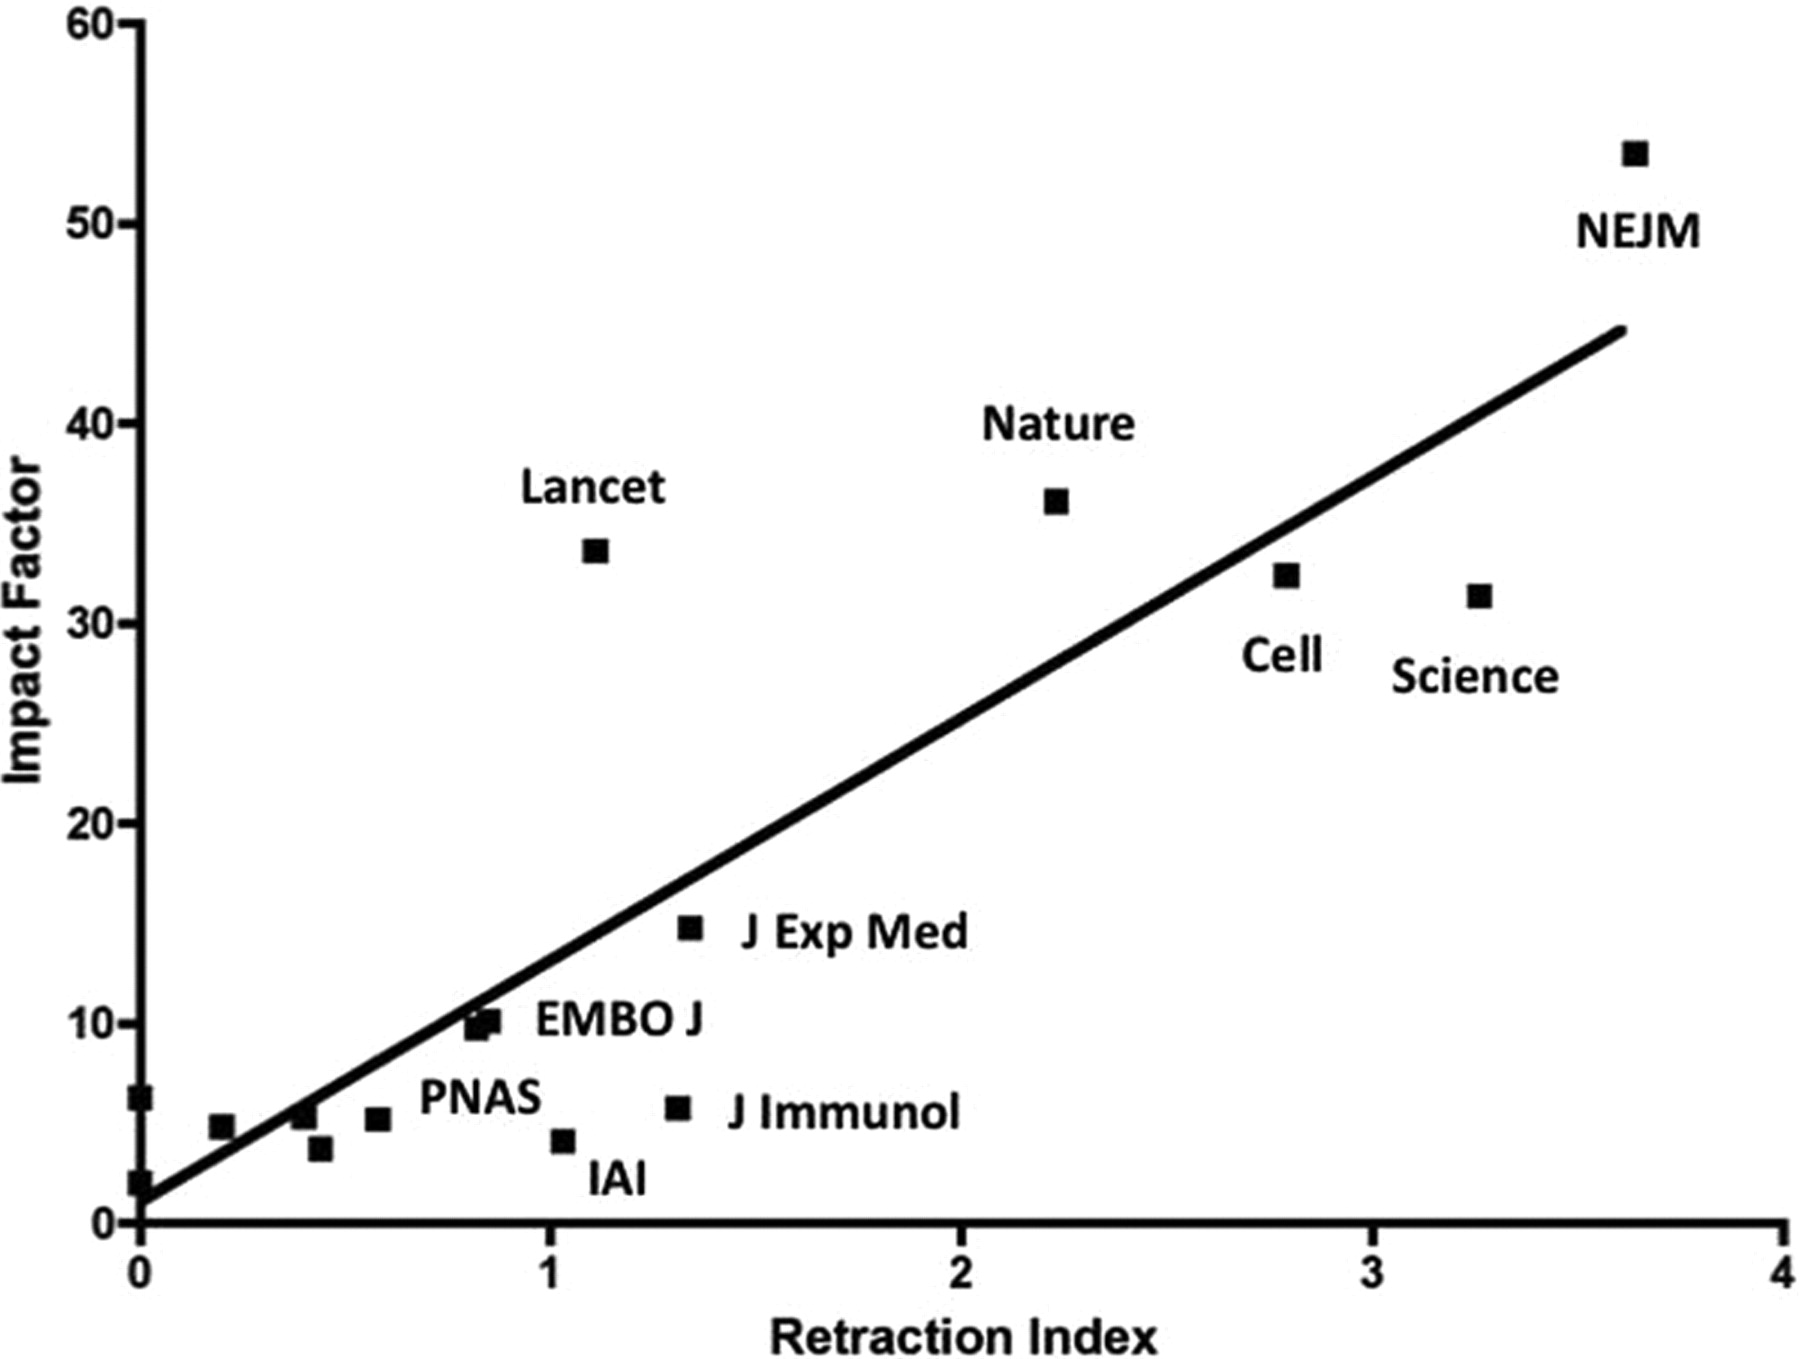 60
50
40
30
20
10
0
Impact Factor
NEJM
Nature
Lancet
Cell
Science
J Exp Med
EMBO J
PNAS
J Immunol
IAI
0 1 2 3 4
Retraction Index